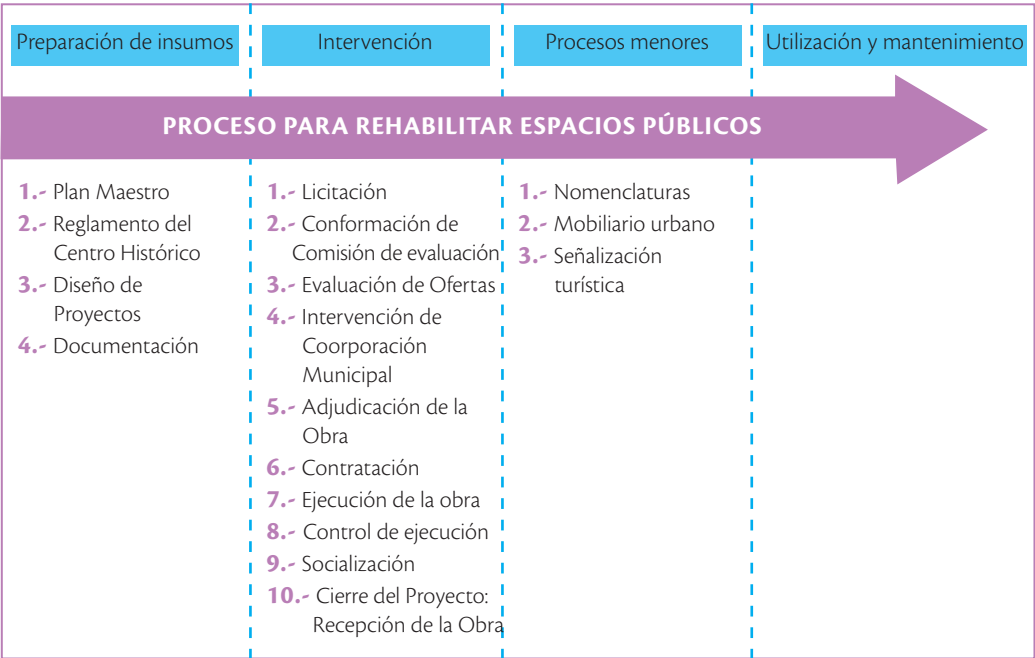 Preparación de insumos
Intervención
Procesos menores
Utilización y mantenimiento
PROCESO PARA REHABILITAR ESPACIOS PÚBLICOS
1.- Plan Maestro
2.- Reglamento del
Centro Histórico
3.- Diseño de
Proyectos
4.- Documentación
1.- Licitación
2.- Conformación de
Comisión de evaluación
3.- Evaluación de Ofertas
4.- Intervención de
Coorporación
Municipal
5.- Adjudicación de la
Obra
6.- Contratación
7.- Ejecución de la obra
8.- Control de ejecución
9.- Socialización
10.- Cierre del Proyecto:
Recepción de la Obra
1.- Nomenclaturas
2.- Mobiliario urbano
3.- Señalización
turística